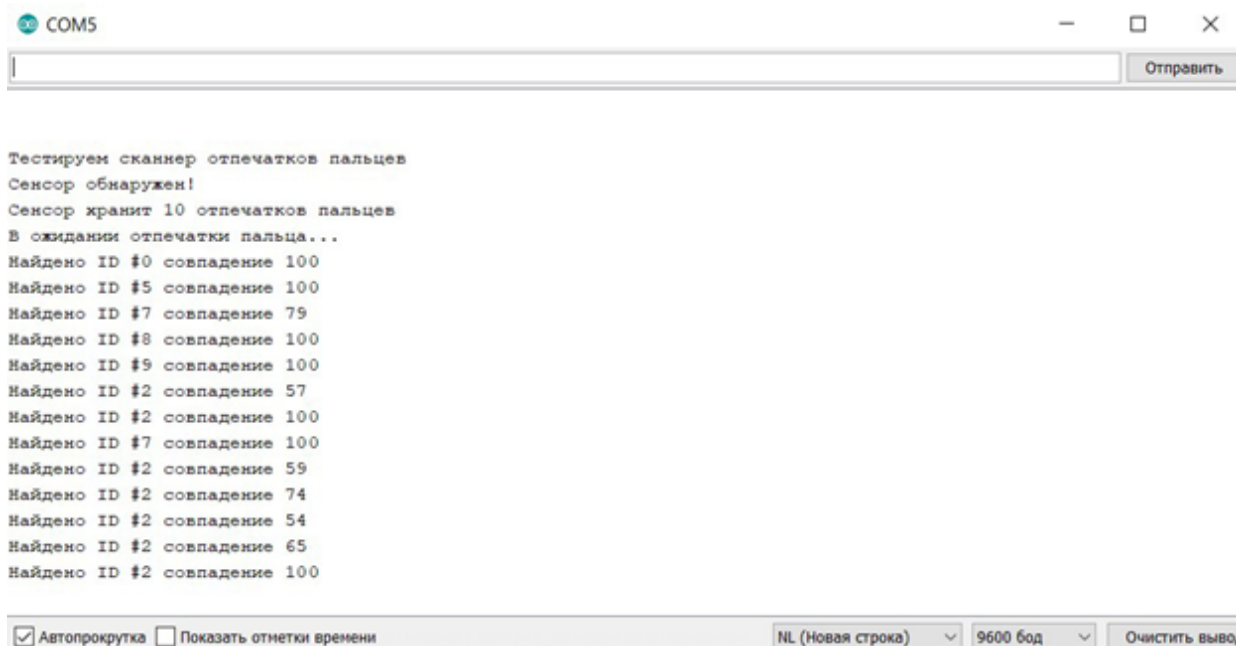 COM5
Отправить
Тестируем сканнер отпечатков пальцев
Сенсор обнаружен!
Сенсор хранит 10 отпечатков пальцев
В ожидании отпечатки пальца...
Найдено ID #0 совпадение 100
Найдено ID #5 совпадение 100
Найдено ID #7 совпадение 79
Найдено ID #8 совпадение 100
Найдено ID #9 совпадение 100
Найдено ID #2 совпадение 57
Найдено ID #2 совпадение 100
Найдено ID #7 совпадение 100
Найдено ID #2 совпадение 59
Найдено ID #2 совпадение 74
Найдено ID #2 совпадение 54
Найдено ID #2 совпадение 65
Найдено ID #2 совпадение 100
Автопрокрутка Показать отметки времени NL (Новая строка) 9600 бод Очистить вывод